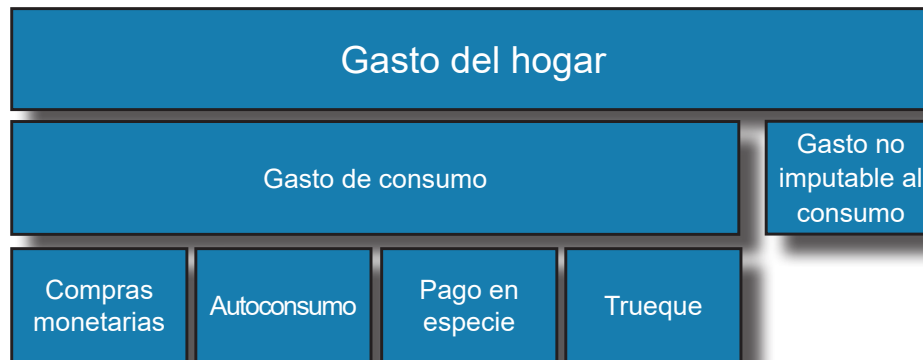 Gasto del hogar
Gasto de consumo
Gasto no
imputable al
consumo
Compras
monetarias
Autoconsumo
Pago en
especie
Trueque